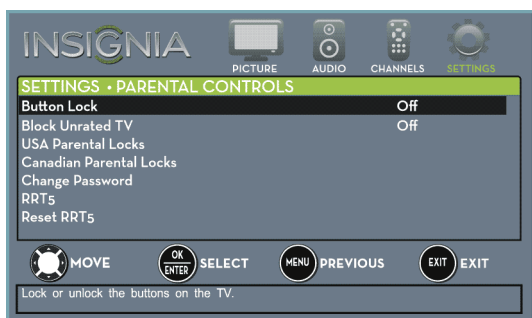 INSIGNIA
PICTURE AUDIO CHANNELS SETTINGS
SETTINGS • PARENTAL CONTROLS
Button Lock Off
Block Unrated TV Off
USA Parental Locks
Canadian Parental Locks
Change Password
RRT5
Reset RRT5
MOVE OK ENTER SELECT MENU PREVIOUS EXIT EXIT
Lock or unlock the buttons on the TV.